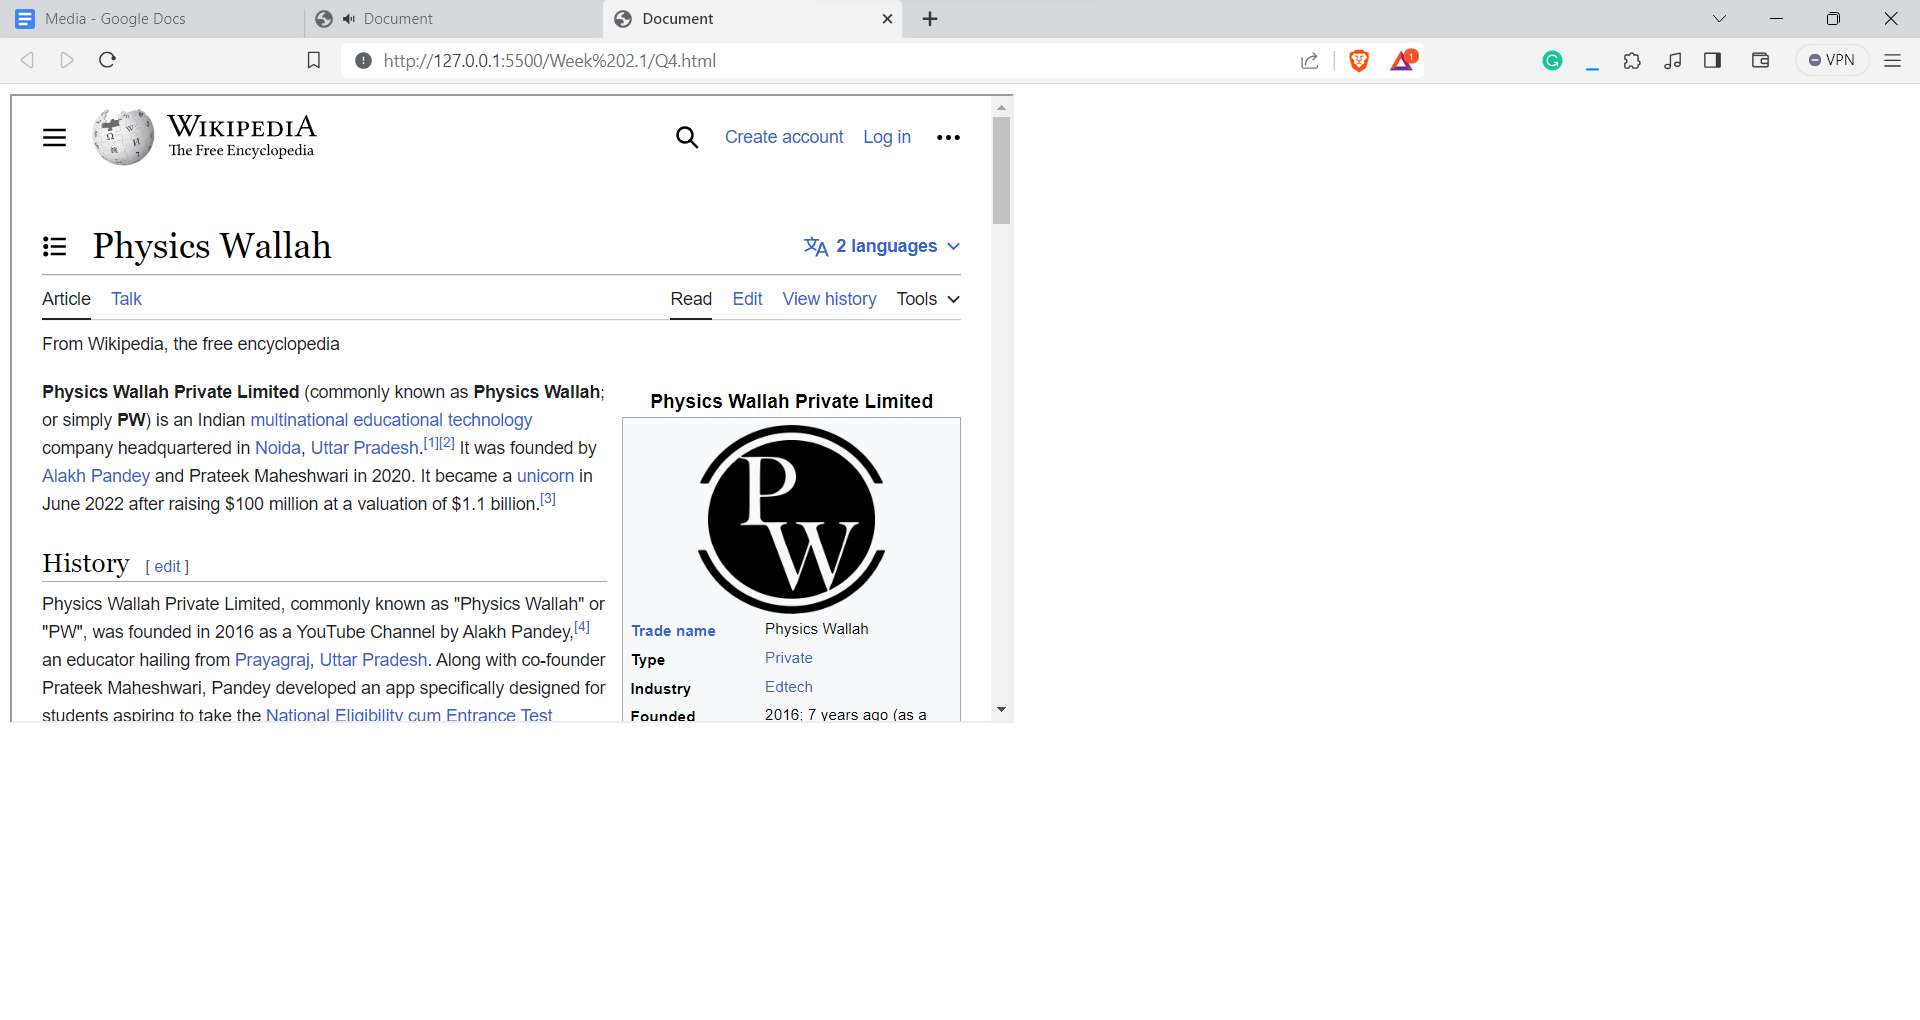 Media - Google Docs
Document
Document
http://127.0.0.1:5500/Week%202.1/Q4.html
1
VPN
WIKIPEDIA
The Free Encyclopedia
Create account
Log in
Physics Wallah
2 languages
Article
Talk
Read
Edit
View history
Tools
From Wikipedia, the free encyclopedia
Physics Wallah Private Limited (commonly known as Physics Wallah;
or simply PW) is an Indian multinational educational technology
company headquartered in Noida, Uttar Pradesh.[1][2] It was founded by
Alakh Pandey and Prateek Maheshwari in 2020. It became a unicorn in
June 2022 after raising $100 million at a valuation of $1.1 billion.[3]
History [ edit ]
Physics Wallah Private Limited, commonly known as "Physics Wallah" or
"PW", was founded in 2016 as a YouTube Channel by Alakh Pandey,[4]
an educator hailing from Prayagraj, Uttar Pradesh. Along with co-founder
Prateek Maheshwari, Pandey developed an app specifically designed for
students aspiring to take the National Eligibility cum Entrance Test
Physics Wallah Private Limited
P
W
Trade name Physics Wallah
Type Private
Industry Edtech
Founded 2016; 7 years ago (as a